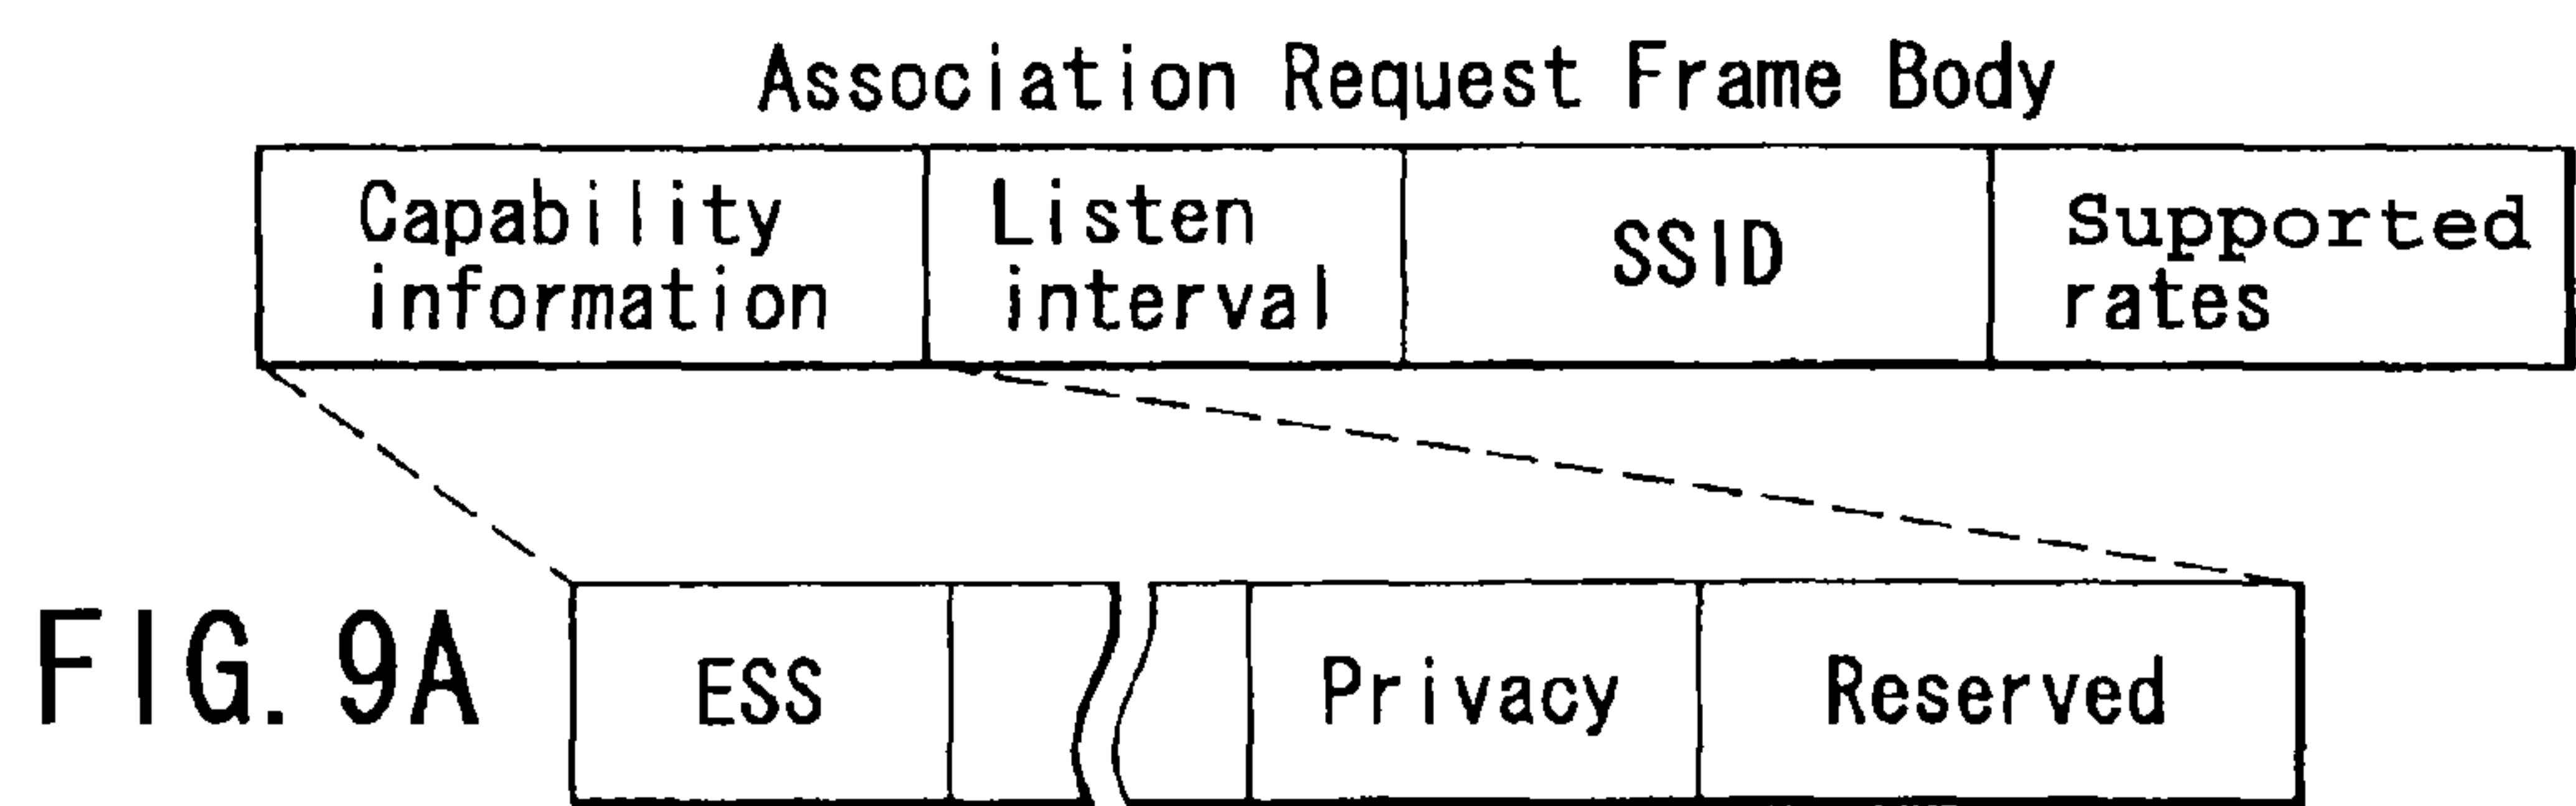 Association Request Frame Body
Capability information
Listen interval
SSID
Supported rates
FIG. 9A
ESS
Privacy
Reserved